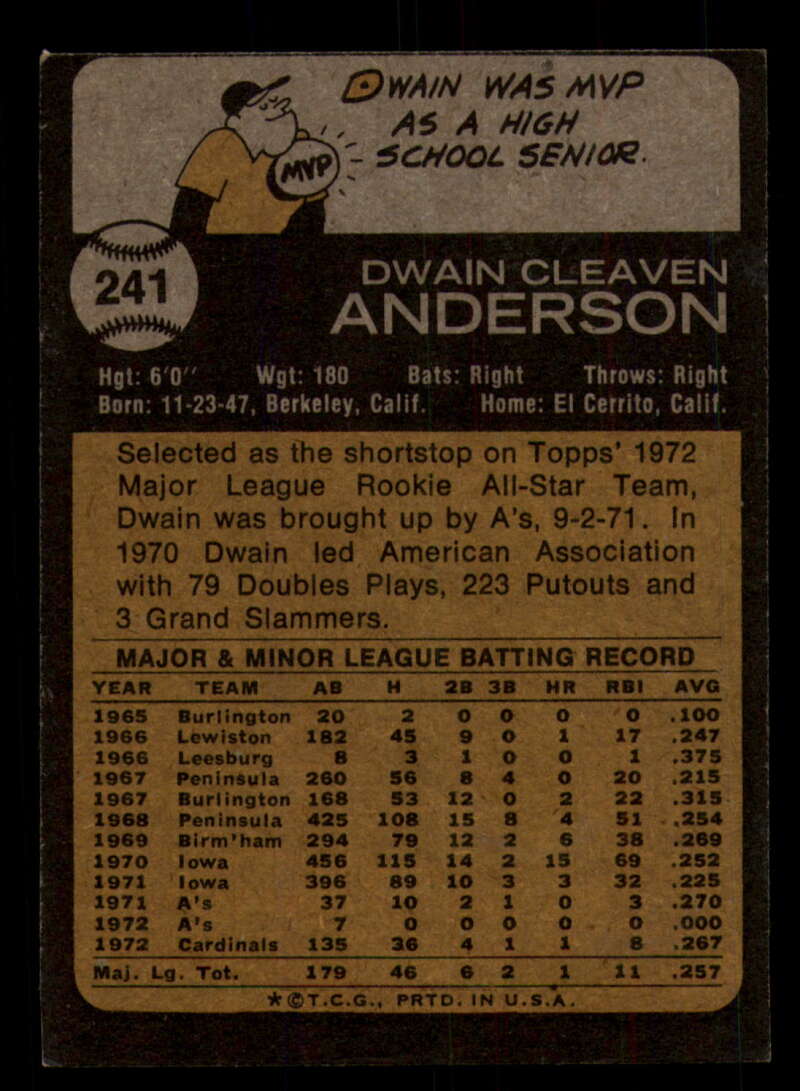 DWAIN WAS MVP
AS A HIGH
SCHOOL SENIOR.
MVP
241
DWAIN CLEAVEN
ANDERSON
Hgt: 6'0" Wgt: 180 Bats: Right Throws: Right
Born: 11-23-47, Berkeley, Calif. Home: El Cerrito, Calif.
Selected as the shortstop on Topps' 1972
Major League Rookie All-Star Team,
Dwain was brought up by A's, 9-2-71. In
1970 Dwain led American Association
with 79 Doubles Plays, 223 Putouts and
3 Grand Slammers.
MAJOR & MINOR LEAGUE BATTING RECORD
YEAR TEAM AB H 2B 3B HR RBI AVG
1965 Burlington 20 2 0 0 0 0 .100
1966 Lewiston 182 45 9 0 1 17 .247
1966 Leesburg 8 3 1 0 0 1 .375
1967 Peninsula 260 56 8 4 0 20 .215
1967 Burlington 168 53 12 0 2 22 .315
1968 Peninsula 425 108 15 8 4 51 .254
1969 Birm'ham 294 79 12 2 6 38 .269
1970 Iowa 456 115 14 2 15 69 .252
1971 Iowa 396 89 10 3 3 32 .225
1971 A's 37 10 2 1 0 3 .270
1972 A's 7 0 0 0 0 0 .000
1972 Cardinals 135 36 4 1 1 8 .267
Maj. Lg. Tot. 179 46 6 2 1 11 .257
★©T.C.G., PRTD. IN U.S.A.